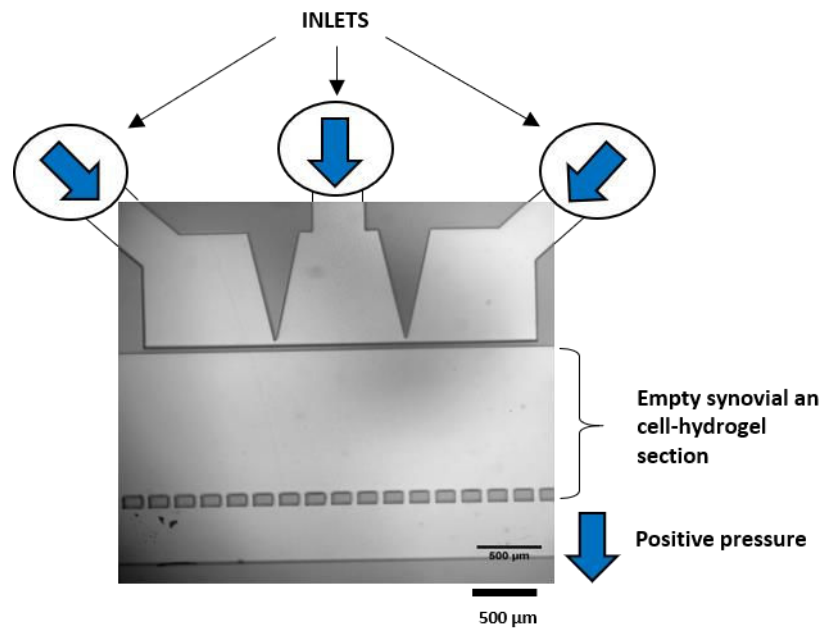 INLETS
Empty synovial an
cell-hydrogel
section
Positive pressure
500 µm
500 µm